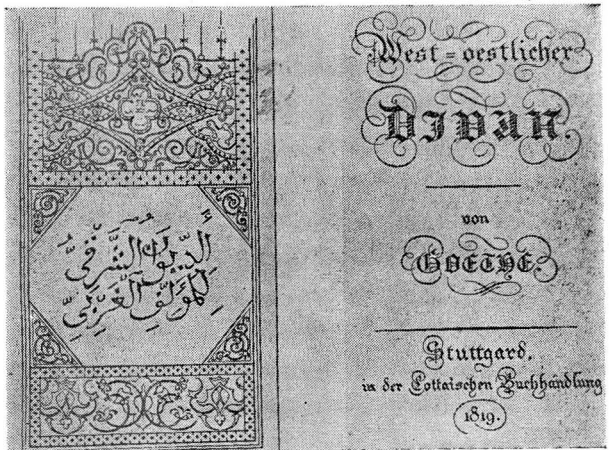 الديوان الشرقي
للمؤلف الغربي
West=oestlicher
Divan.
von
GOETHE.
Stuttgard,
in der Cottaischen Buchhandlung
1819.